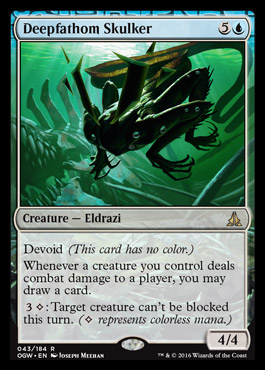 Deepfathom Skulker 5
Creature — Eldrazi
Devoid (This card has no color.)
Whenever a creature you control deals
combat damage to a player, you may
draw a card.
3 ◇: Target creature can't be blocked
this turn. (◇ represents colorless mana.)
043/184 R
OGW • EN Joseph Meehan
4/4
™ & © 2016 Wizards of the Coast